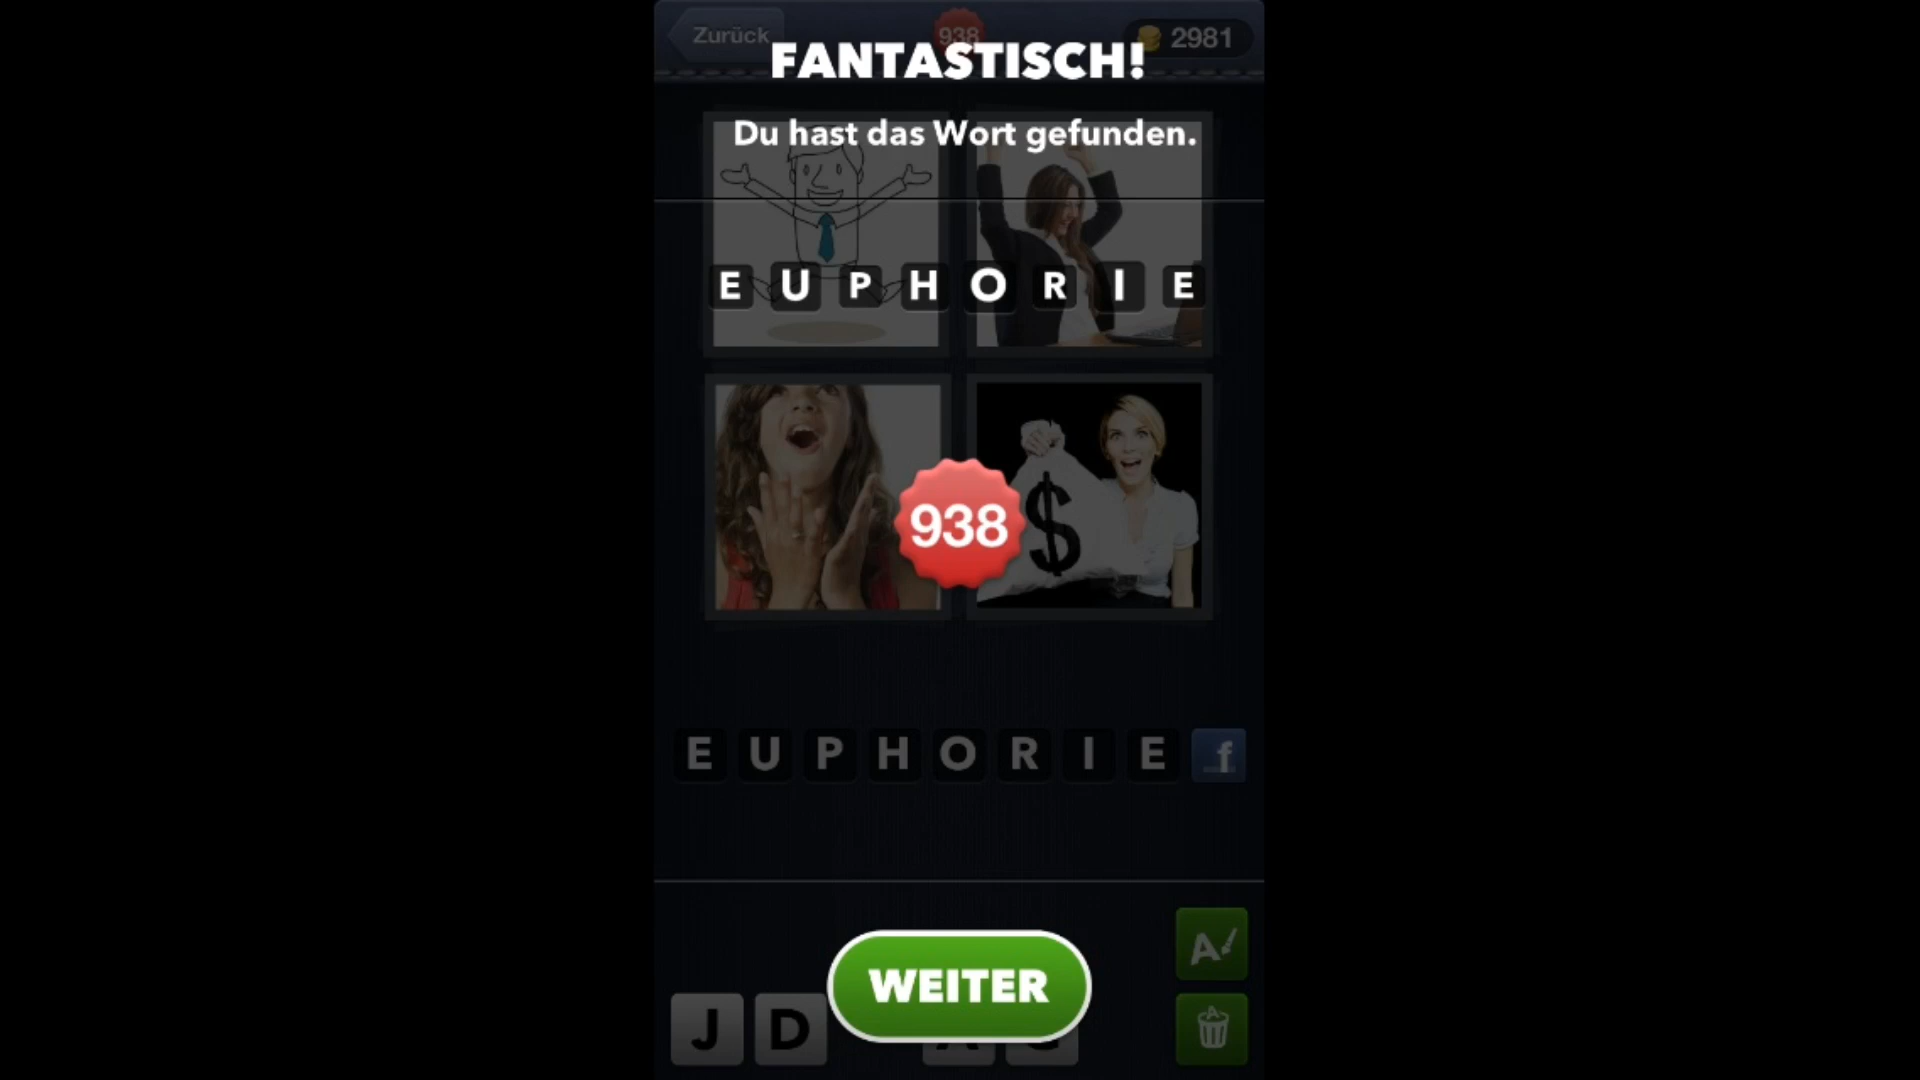 Zurück 938 2981
FANTASTISCH!
Du hast das Wort gefunden.
EUPHORIE
938
$
EUPHORIE f
A
WEITER
J D